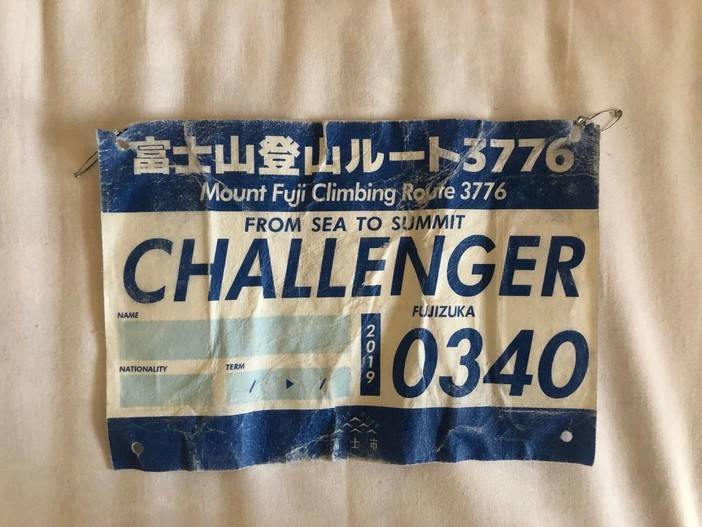 富士山登山ルート3776
Mount Fuji Climbing Route 3776
FROM SEA TO SUMMIT
CHALLENGER
NAME
FUJIZUKA
2019
0340
NATIONALITY
TERM
/ ▶ /
富士市